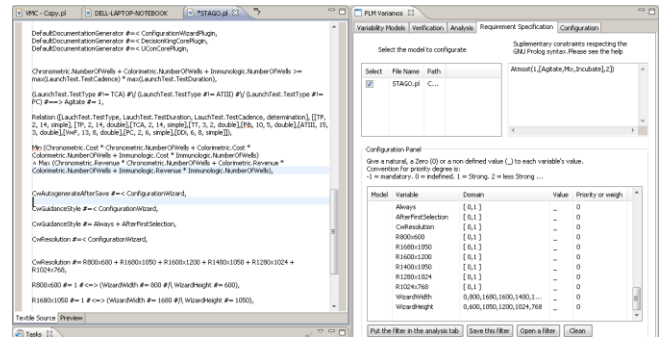 VMC - Copy.pl
DELL-LAPTOP-NOTEBOOK
*STAGO.pl
DefaultDocumentationGenerator #=< ConfigurationWizardPlugin,
DefaultDocumentationGenerator #=< DecisionKingCorePlugin,
DefaultDocumentationGenerator #=< UConCorePlugin,
Chronometric.NumberOfWells + Colorimetric.NumberOfWells + Immunologic.NumberOfWells >=
max(LaunchTest.TestCadence) * max(LaunchTest.TestDuration),
(LaunchTest.TestType #!= TCA) #\/ (LaunchTest.TestType #!= ATIII) #\/ (LaunchTest.TestType #!=
PC) #==> Agitate #= 1,
Relation ([LaunchTest.TestType, LaunchTest.TestDuration, LaunchTest.TestCadence, determination], [[TP,
2, 14, simple], [TP, 2, 14, double],[TCA, 2, 14, simple],[TT, 3, 2, double],[Fib, 10, 5, double],[ATIII, 15,
3, double],[VWF, 13, 8, double],[PC, 2, 6, simple],[DDi, 6, 8, simple]]),
Min (Chronometric.Cost * Chronometric.NumberOfWells + Colorimetric.Cost *
Colorimetric.NumberOfWells + Immunologic.Cost * Immunologic.NumberOfWells)
∧ Max (Chronometric.Revenue * Chronometric.NumberOfWells + Colorimetric.Revenue *
Colorimetric.NumberOfWells + Immunologic.Revenue * Immunologic.NumberOfWells),
CwAutogenerateAfterSave #=< ConfigurationWizard,
CwGuidanceStyle #=< ConfigurationWizard,
CwGuidanceStyle #= Always + AfterFirstSelection,
CwResolution #=< ConfigurationWizard,
CwResolution #= R800x600 + R1680x1050 + R1600x1200 + R1480x1050 + R1280x1024 +
R1024x768,
R800x600 #= 1 #<=> (WizardWidth #= 800 #/\ WizardHeight #= 600),
R1680x1050 #= 1 #<=> (WizardWidth #= 1680 #/\ WizardHeight #= 1050),
Textile Source Preview
Tasks
PLM Variamos
Variability Models Verification Analysis Requirement Specification Configuration
Select the model to configurate
Suplementary constraints respecting the
GNU Prolog syntax.Please see the help
Select File Name Path
STAGO.pl C...
Atmost(1,[Agitate,Mix,Incubate],2])
Configuration Panel
Give a natural, a Zero (0) or a non defined value (_) to each variable's value.
Convention for priority degree is:
-1 = mandatory. 0 = indefined. 1 = Strong. 2 = less Strong ...
Model Variable Domain Value Priority or weigh
Always [ 0,1 ] _ 0
AfterFirstSelection [ 0,1 ] _ 0
CwResolution [ 0,1 ] _ 0
R800x600 [ 0,1 ] _ 0
R1680x1050 [ 0,1 ] _ 0
R1600x1200 [ 0,1 ] _ 0
R1400x1050 [ 0,1 ] _ 0
R1280x1024 [ 0,1 ] _ 0
R1024x768 [ 0,1 ] _ 0
WizardWidth 0,800,1680,1600,1400,1... _ 0
WizardHeight 0,600,1050,1200,1024,768 _ 0
Put the filter in the analysis tab Save this filter Open a filter Clean